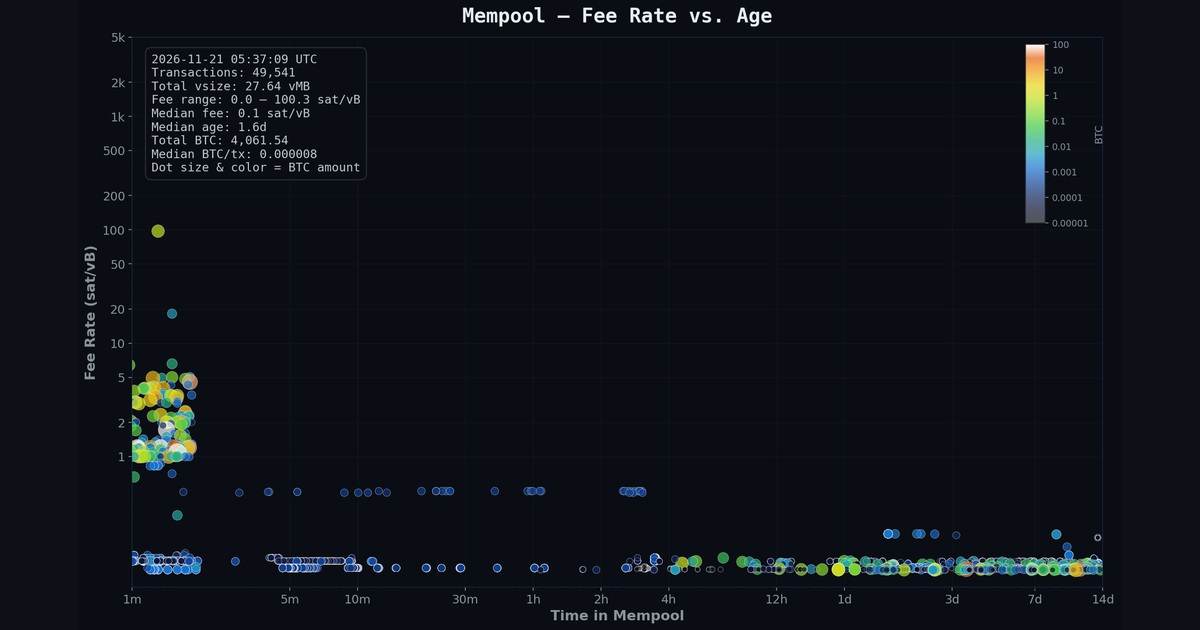 Mempool — Fee Rate vs. Age
2026-11-21 05:37:09 UTC
Transactions: 49,541
Total vsize: 27.64 vMB
Fee range: 0.0 — 100.3 sat/vB
Median fee: 0.1 sat/vB
Median age: 1.6d
Total BTC: 4,061.54
Median BTC/tx: 0.000008
Dot size & color = BTC amount
100
10
1
0.1
0.01
0.001
0.0001
0.00001
BTC
Fee Rate (sat/vB)
5k
2k
1k
500
200
100
50
20
10
5
2
1
1m
5m
10m
30m
1h
2h
4h
12h
1d
3d
7d
14d
Time in Mempool